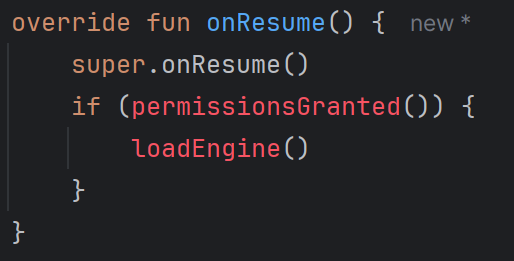 override fun onResume() { new *
super.onResume()
if (permissionsGranted()) {
loadEngine()
}
}